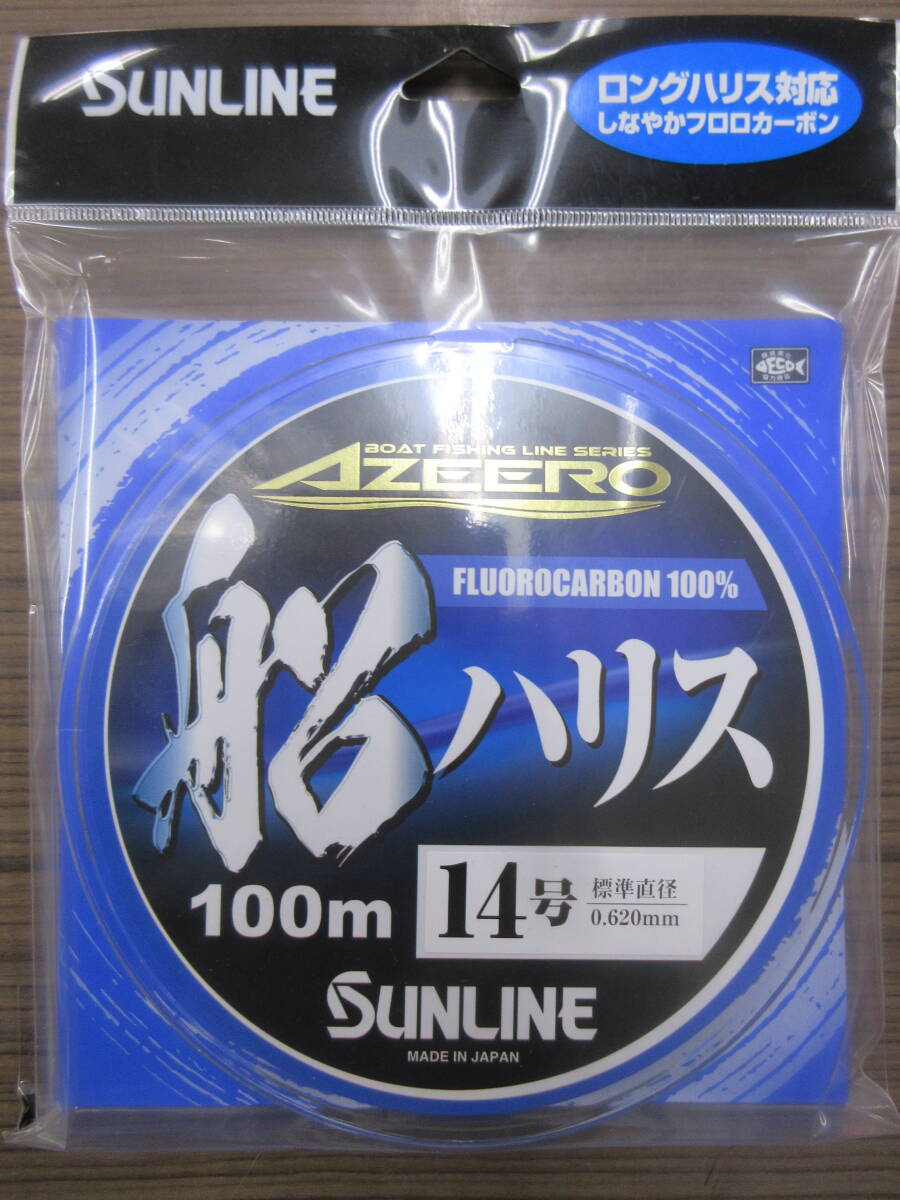 SUNLINE
ロングハリス対応
しなやかフロロカーボン
ECO
BOAT FISHING LINE SERIES
AZEERO
FLUOROCARBON 100%
船ハリス
100m
14号
標準直径
0.620mm
SUNLINE
MADE IN JAPAN